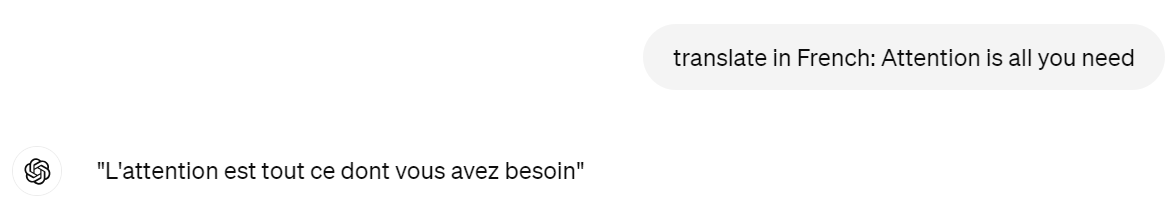 translate in French: Attention is all you need
"L'attention est tout ce dont vous avez besoin"